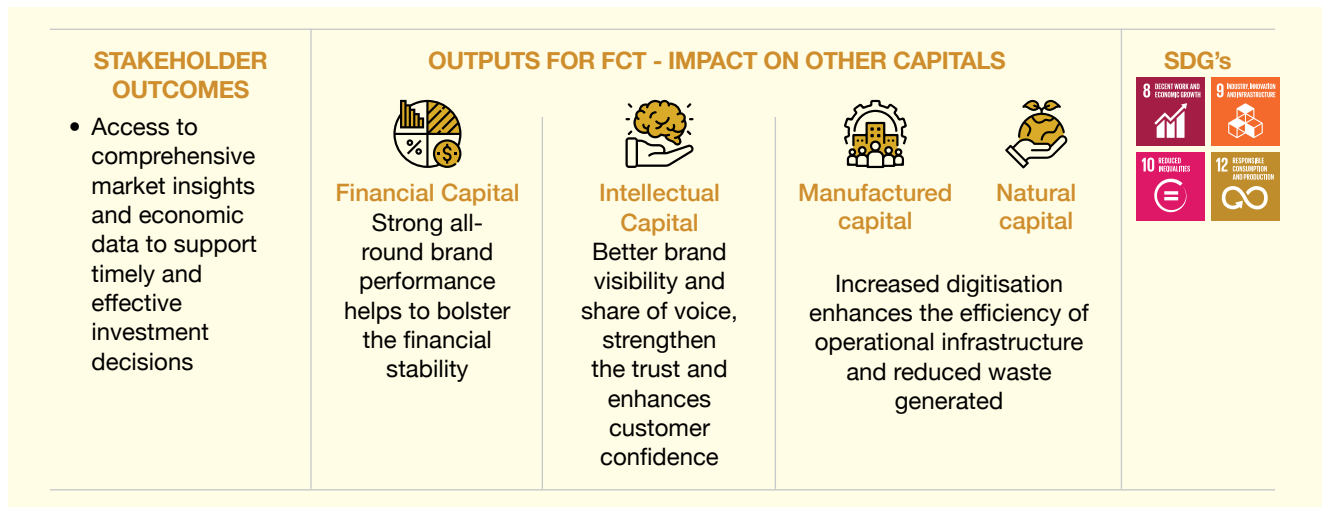 STAKEHOLDER
OUTCOMES
• Access to
comprehensive
market insights
and economic
data to support
timely and
effective
investment
decisions
OUTPUTS FOR FCT - IMPACT ON OTHER CAPITALS
%
$
Financial Capital
Strong all-
round brand
performance
helps to bolster
the financial
stability
Intellectual
Capital
Better brand
visibility and
share of voice,
strengthen
the trust and
enhances
customer
confidence
Manufactured
capital
Natural
capital
Increased digitisation
enhances the efficiency of
operational infrastructure
and reduced waste
generated
SDG’s
8 DECENT WORK AND
ECONOMIC GROWTH
9 INDUSTRY, INNOVATION
AND INFRASTRUCTURE
10 REDUCED
INEQUALITIES
12 RESPONSIBLE
CONSUMPTION
AND PRODUCTION